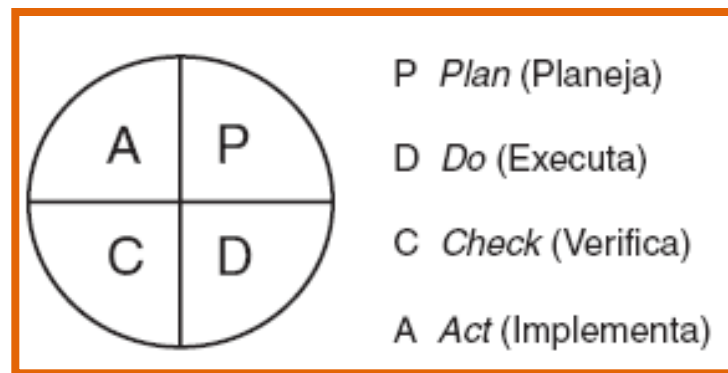 A P
C D
P Plan (Planeja)
D Do (Executa)
C Check (Verifica)
A Act (Implementa)